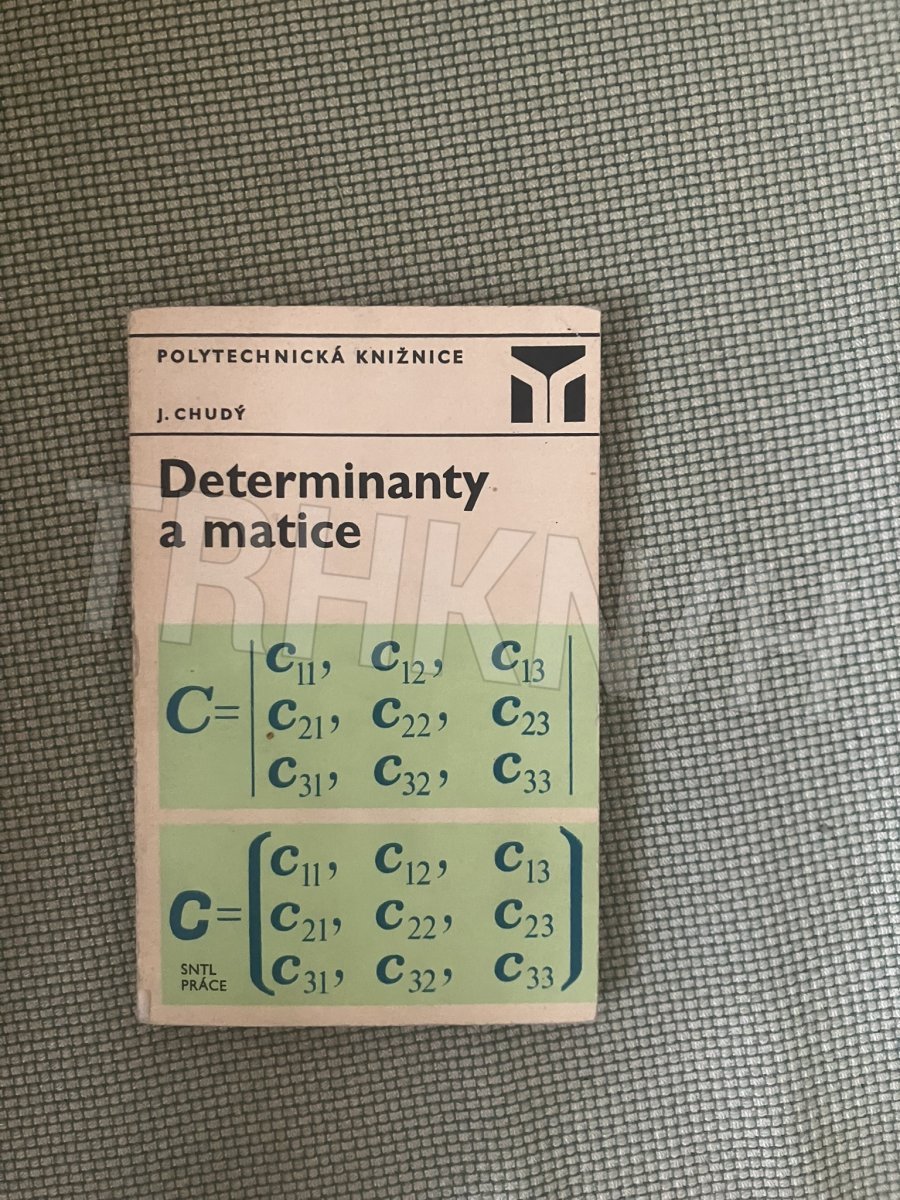 POLYTECHNICKÁ KNIŽNICE
J. CHUDÝ
Determinanty
a matice
C = | c₁₁, c₁₂, c₁₃ |
| c₂₁, c₂₂, c₂₃ |
| c₃₁, c₃₂, c₃₃ |
C = ( c₁₁, c₁₂, c₁₃ )
( c₂₁, c₂₂, c₂₃ )
( c₃₁, c₃₂, c₃₃ )
SNTL
PRÁCE
TRHKN